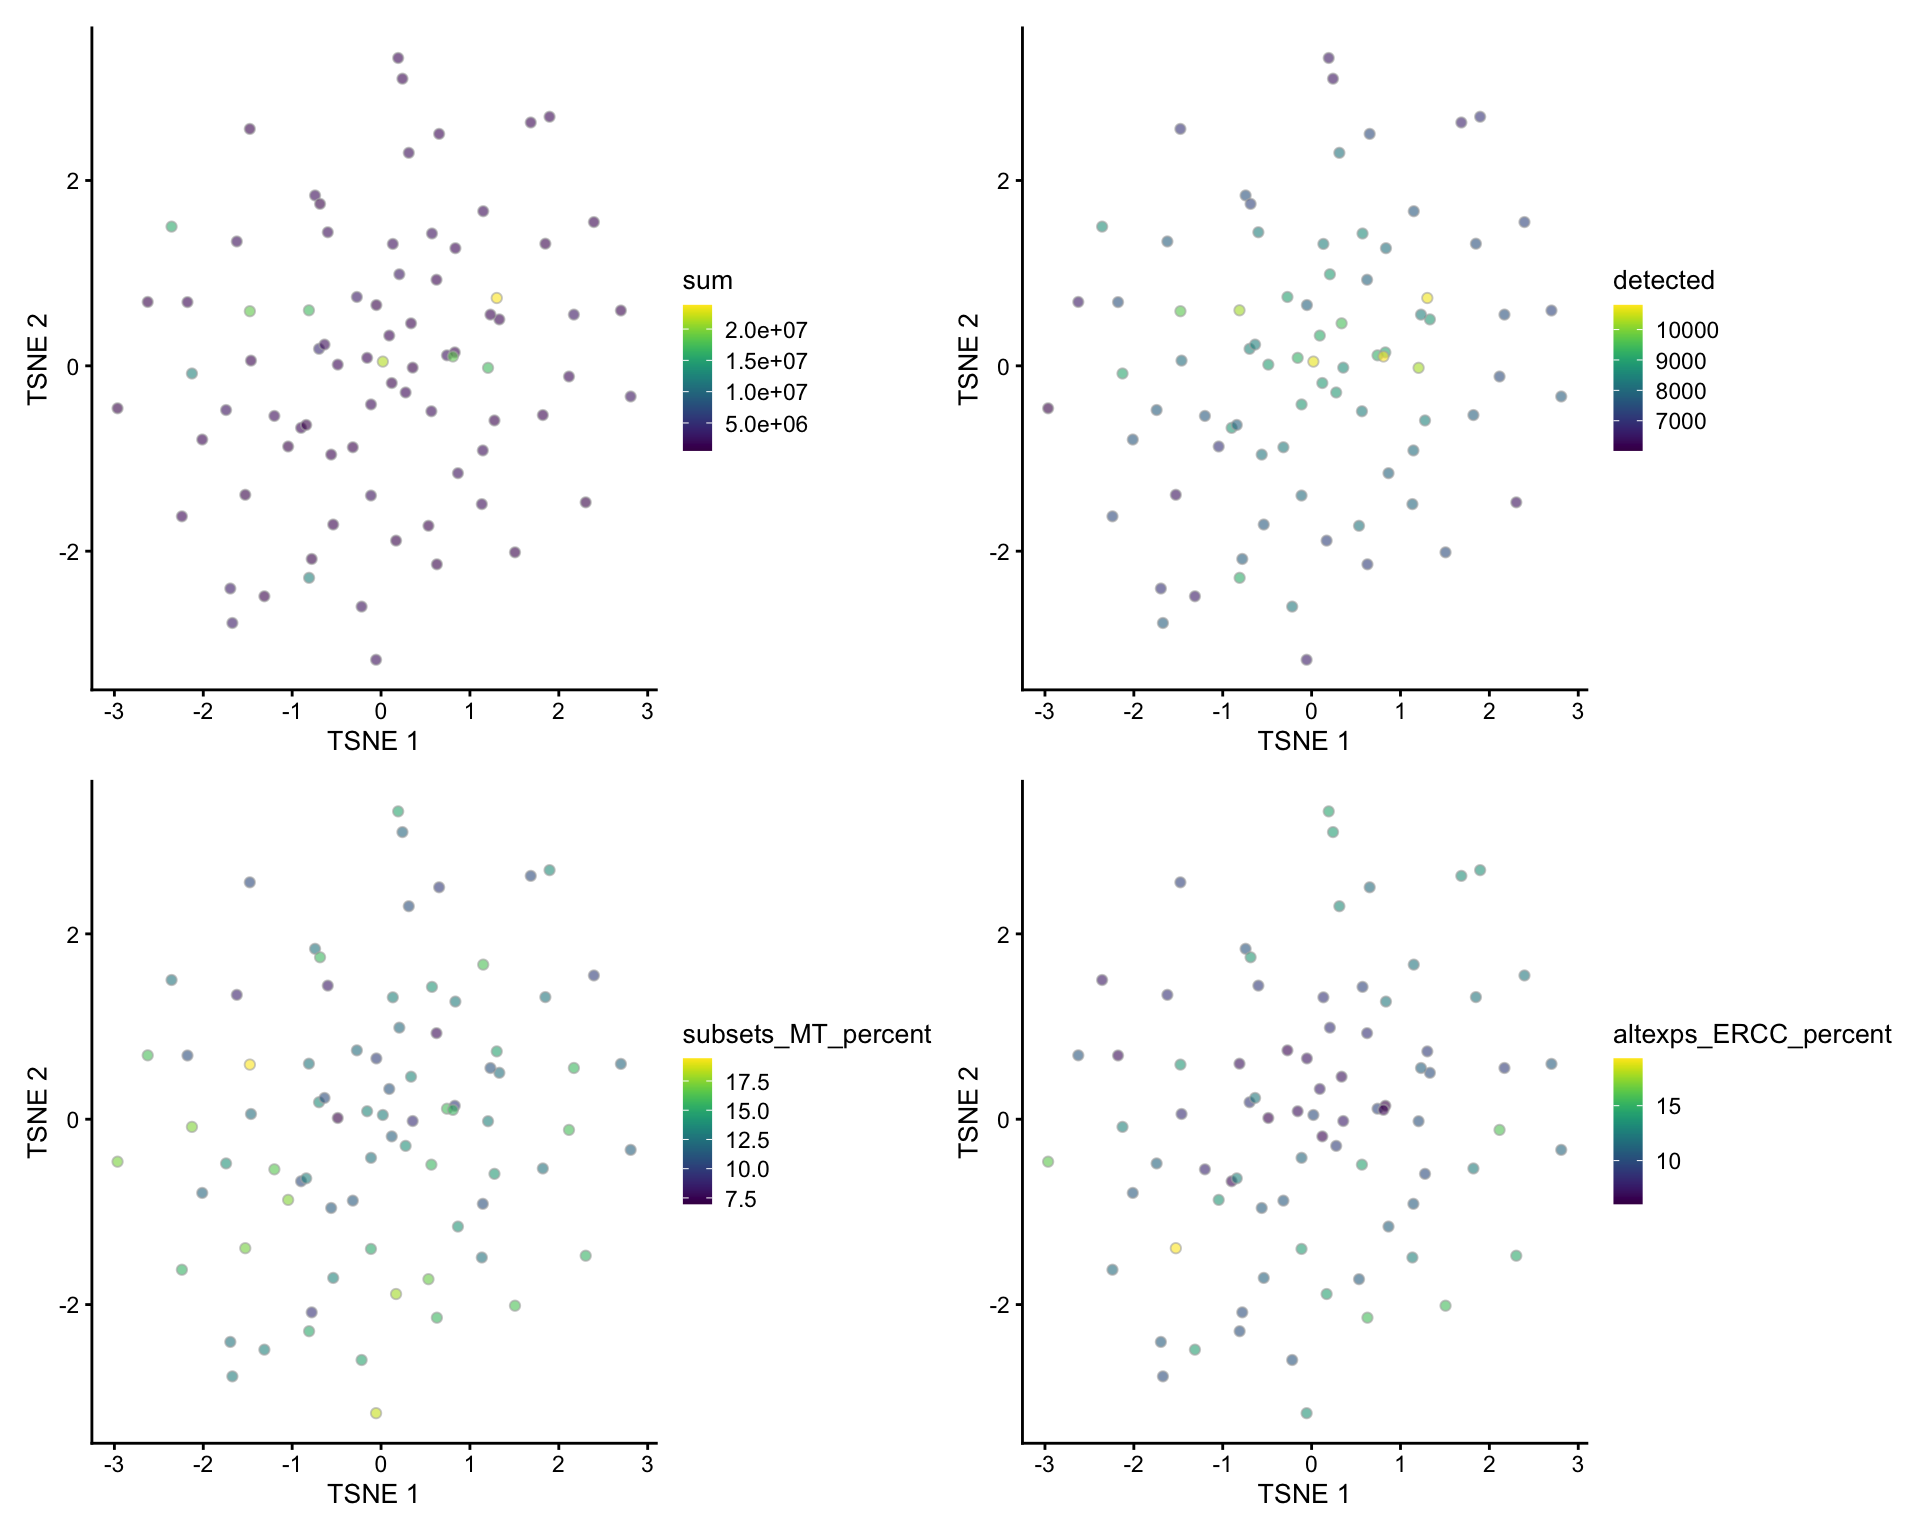 TSNE 2
2
0
-2
-3 -2 -1 0 1 2 3
TSNE 1
sum
2.0e+07
1.5e+07
1.0e+07
5.0e+06
TSNE 2
2
0
-2
-3 -2 -1 0 1 2 3
TSNE 1
detected
10000
9000
8000
7000
TSNE 2
2
0
-2
-3 -2 -1 0 1 2 3
TSNE 1
subsets_MT_percent
17.5
15.0
12.5
10.0
7.5
TSNE 2
2
0
-2
-3 -2 -1 0 1 2 3
TSNE 1
altexps_ERCC_percent
15
10